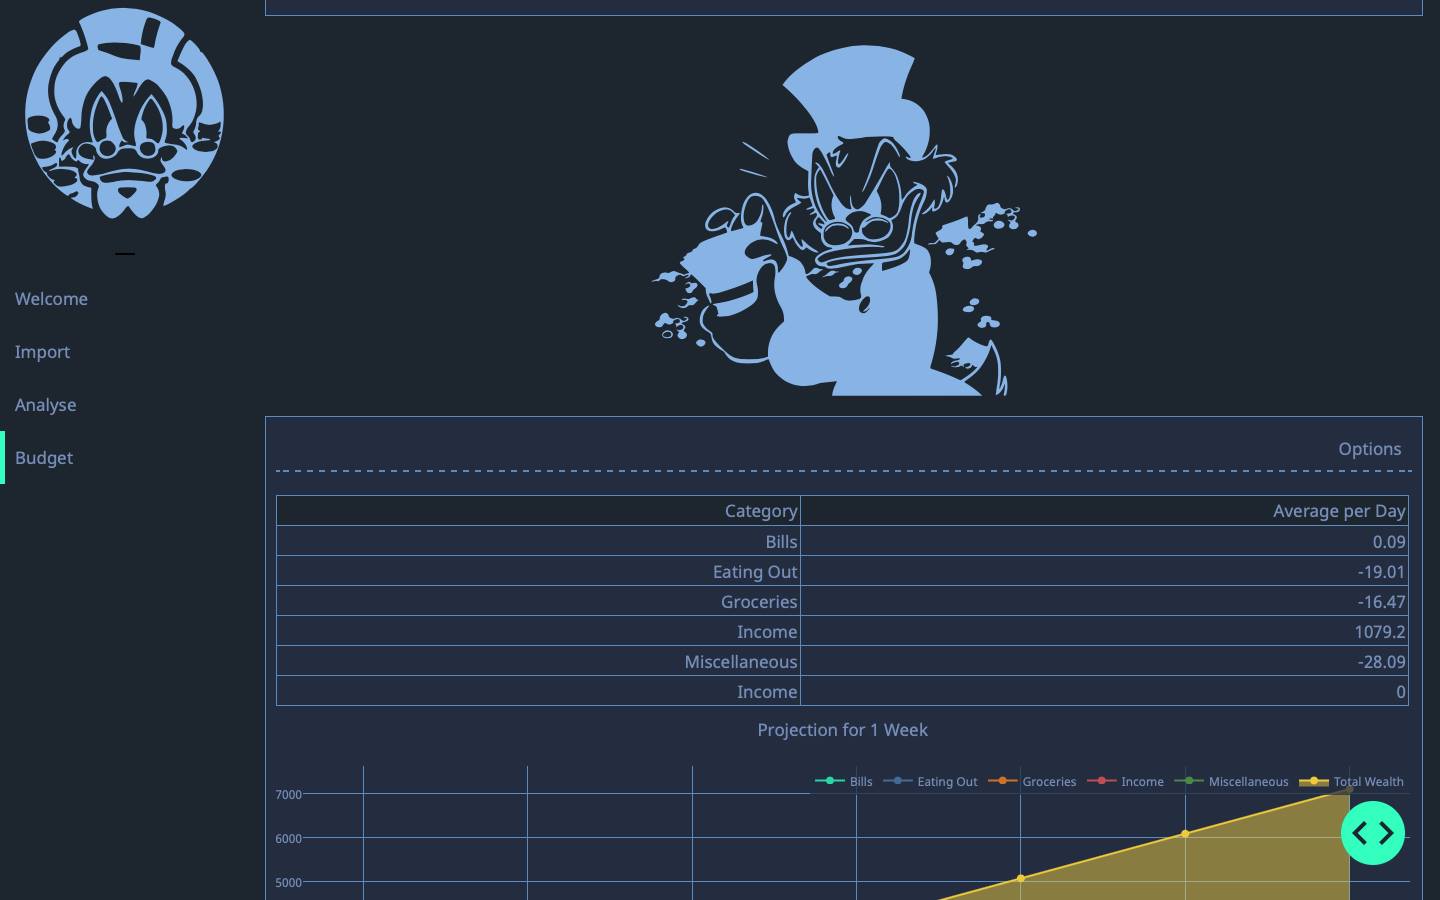 Welcome
Import
Analyse
Budget
Options
Category Average per Day
Bills 0.09
Eating Out -19.01
Groceries -16.47
Income 1079.2
Miscellaneous -28.09
Income 0
Projection for 1 Week
Bills Eating Out Groceries Income Miscellaneous Total Wealth
7000
6000
5000